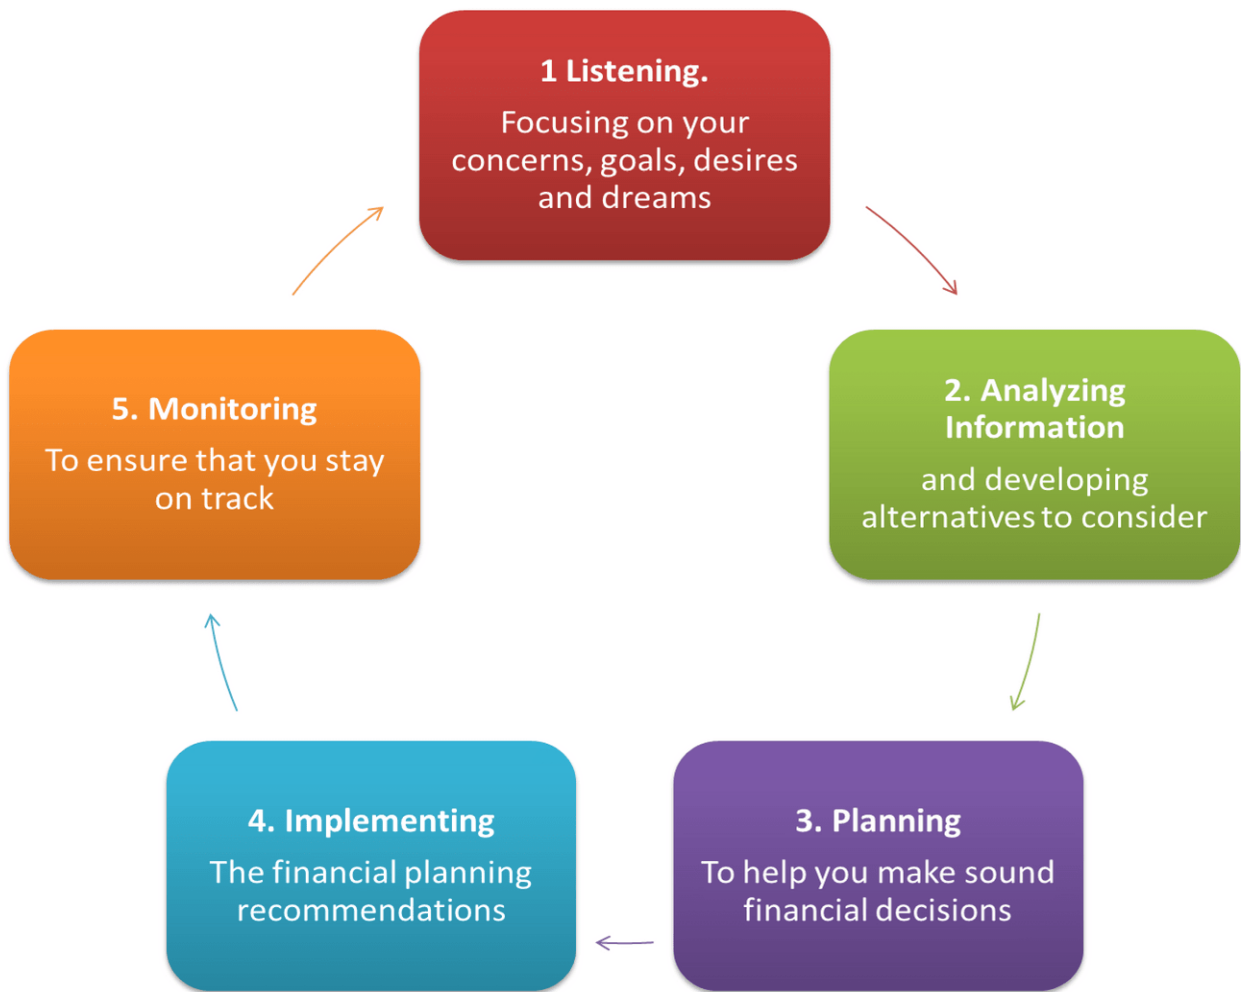 1 Listening.
Focusing on your
concerns, goals, desires
and dreams
2. Analyzing
Information
and developing
alternatives to consider
3. Planning
To help you make sound
financial decisions
4. Implementing
The financial planning
recommendations
5. Monitoring
To ensure that you stay
on track